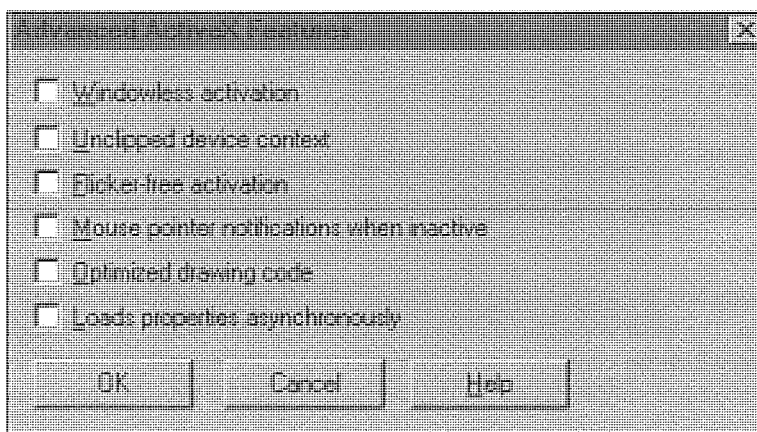 Advanced ActiveX Features
Windowless activation
Unclipped device context
Flicker-free activation
Mouse pointer notifications when inactive
Optimized drawing code
Loads properties asynchronously
OK Cancel Help